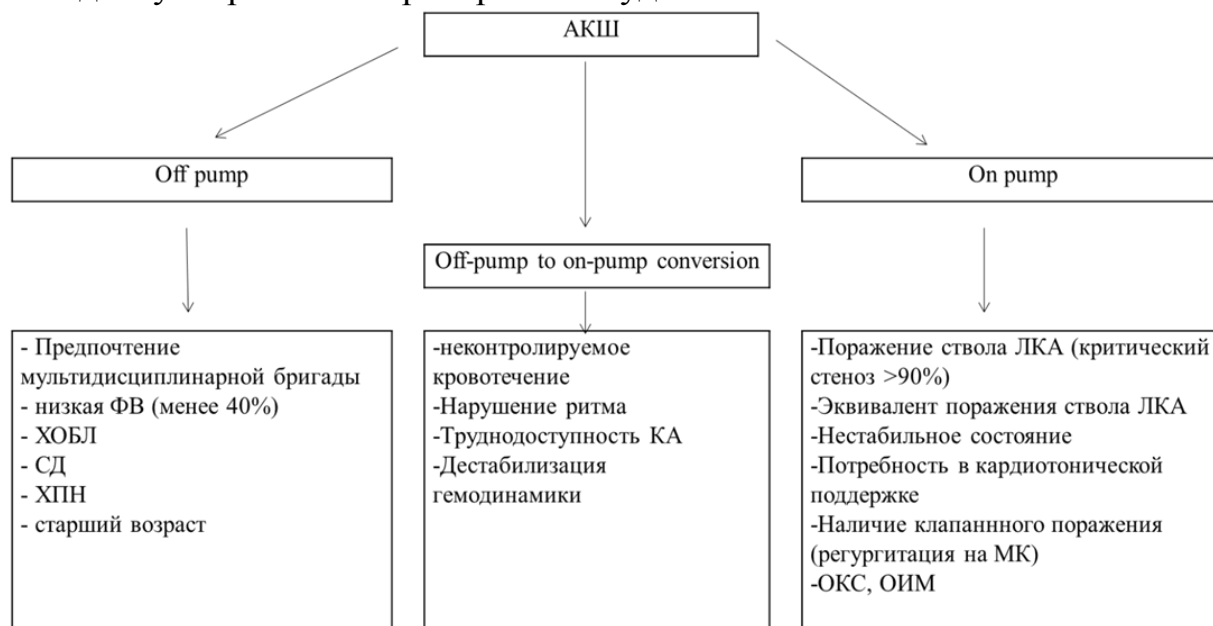 АКШ
Off pump
On pump
Off-pump to on-pump conversion
- Предпочтение
мультидисциплинарной бригады
- низкая ФВ (менее 40%)
- ХОБЛ
- СД
- ХПН
- старший возраст
-неконтролируемое
кровотечение
-Нарушение ритма
-Труднодоступность КА
-Дестабилизация
гемодинамики
-Поражение ствола ЛКА (критический
стеноз >90%)
-Эквивалент поражения ствола ЛКА
-Нестабильное состояние
-Потребность в кардиотонической
поддержке
-Наличие клапаннного поражения
(регургитация на МК)
-ОКС, ОИМ